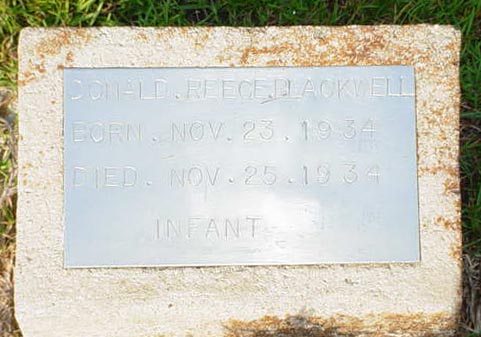 DONALD. REECE. BLACKWELL
BORN. NOV. 23. 1934
DIED. NOV. 25. 1934
INFANT